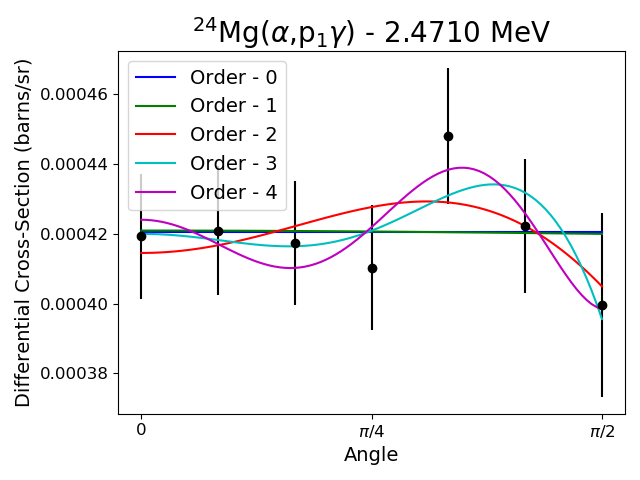 ²⁴Mg(α,p₁γ) - 2.4710 MeV
Differential Cross-Section (barns/sr)
0.00046
0.00044
0.00042
0.00040
0.00038
Order - 0
Order - 1
Order - 2
Order - 3
Order - 4
0
π/4
π/2
Angle